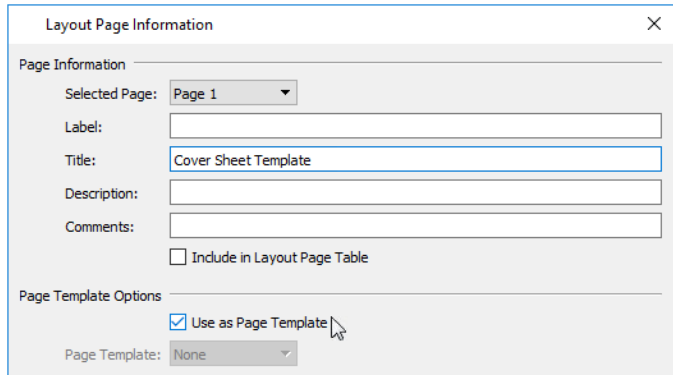 Layout Page Information
Page Information
Selected Page: Page 1
Label:
Title: Cover Sheet Template
Description:
Comments:
Include in Layout Page Table
Page Template Options
Use as Page Template
Page Template: None